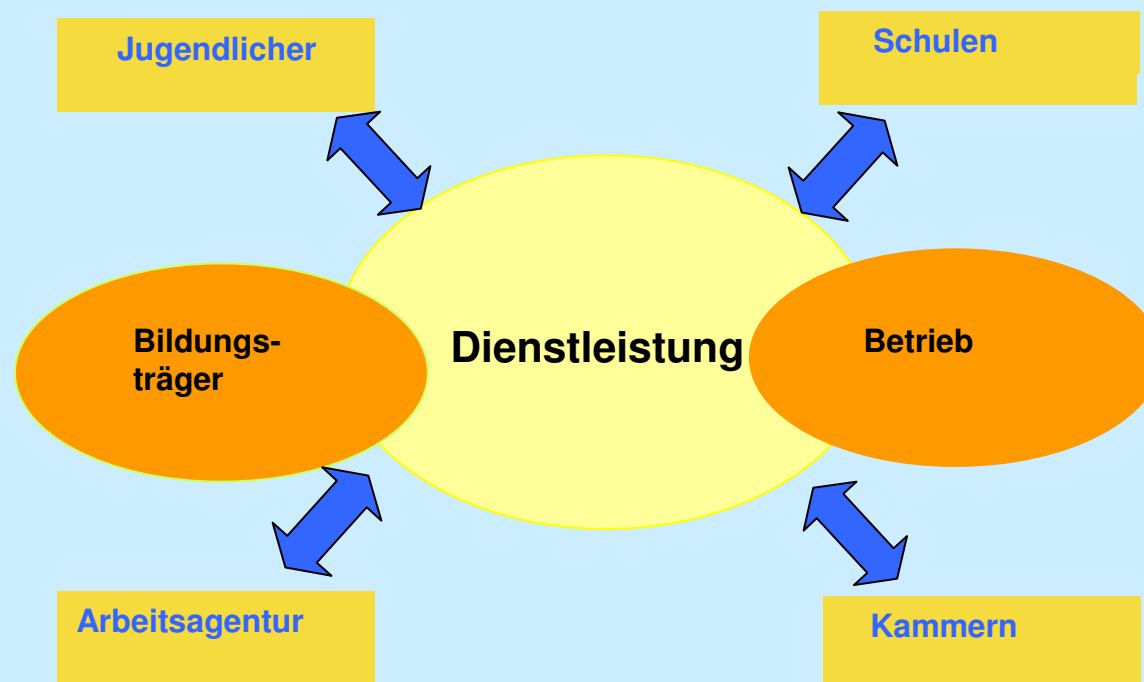 Jugendlicher
Schulen
Bildungs-
träger
Dienstleistung
Betrieb
Arbeitsagentur
Kammern